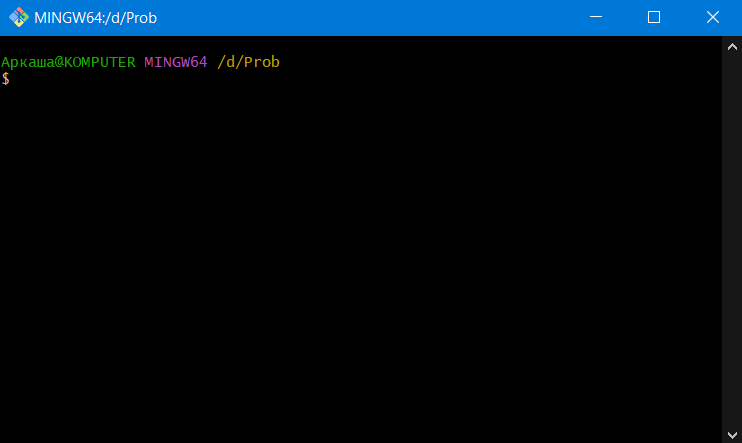 MINGW64:/d/Prob
Аркаша@KOMPUTER MINGW64 /d/Prob
$